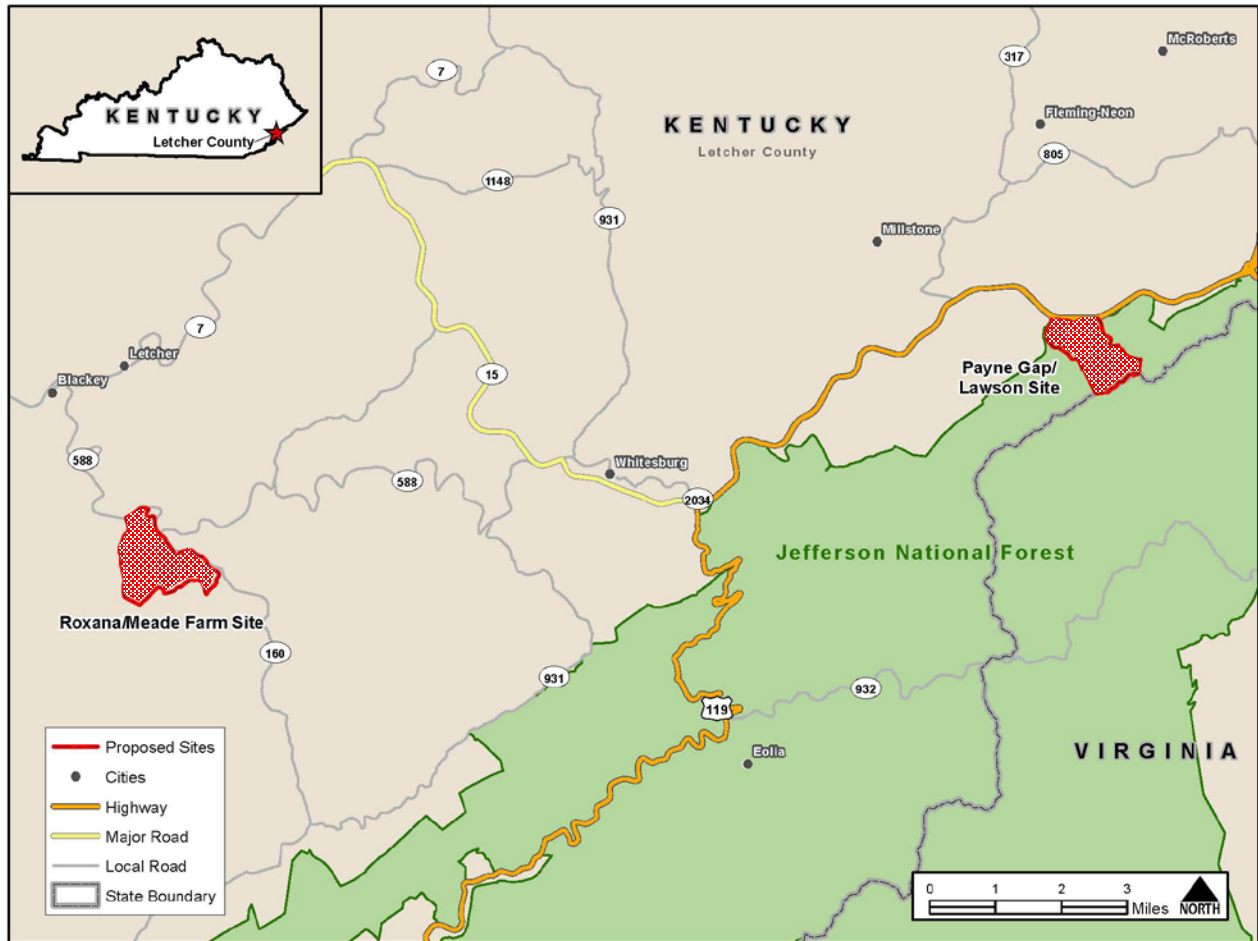 KENTUCKY
Letcher County
7
317
McRoberts
KENTUCKY
Letcher County
Fleming-Neon
805
1148
931
Millstone
7
Letcher
Blackey
15
Payne Gap/
Lawson Site
588
588
Whitesburg
2034
Jefferson National Forest
Roxana/Meade Farm Site
160
931
932
119
Eolia
VIRGINIA
Proposed Sites
Cities
Highway
Major Road
Local Road
State Boundary
0 1 2 3
Miles
NORTH